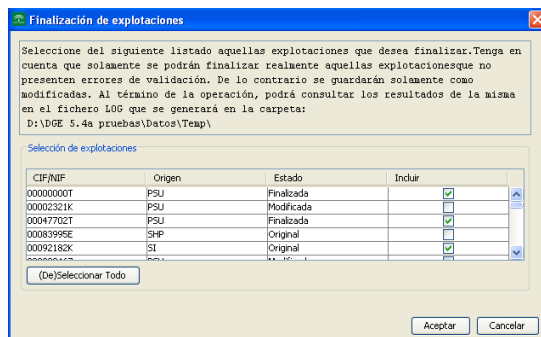 Finalización de explotaciones
Seleccione del siguiente listado aquellas explotaciones que desea finalizar.Tenga en
cuenta que solamente se podrán finalizar realmente aquellas explotacionesque no
presenten errores de validación. De lo contrario se guardarán solamente como
modificadas. Al término de la operación, podrá consultar los resultados de la misma
en el fichero LOG que se generará en la carpeta:
D:\DGE 5.4a pruebas\Datos\Temp\
Selección de explotaciones
CIF/NIF Origen Estado Incluir
00000000T PSU Finalizada
00002321K PSU Modificada
00047702T PSU Finalizada
00083995E SHP Original
00092182K SI Original
(De)Seleccionar Todo
Aceptar Cancelar